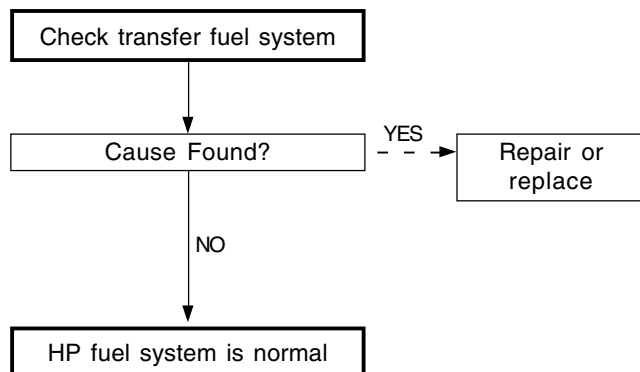 Check transfer fuel system
Cause Found?
YES
Repair or
replace
NO
HP fuel system is normal